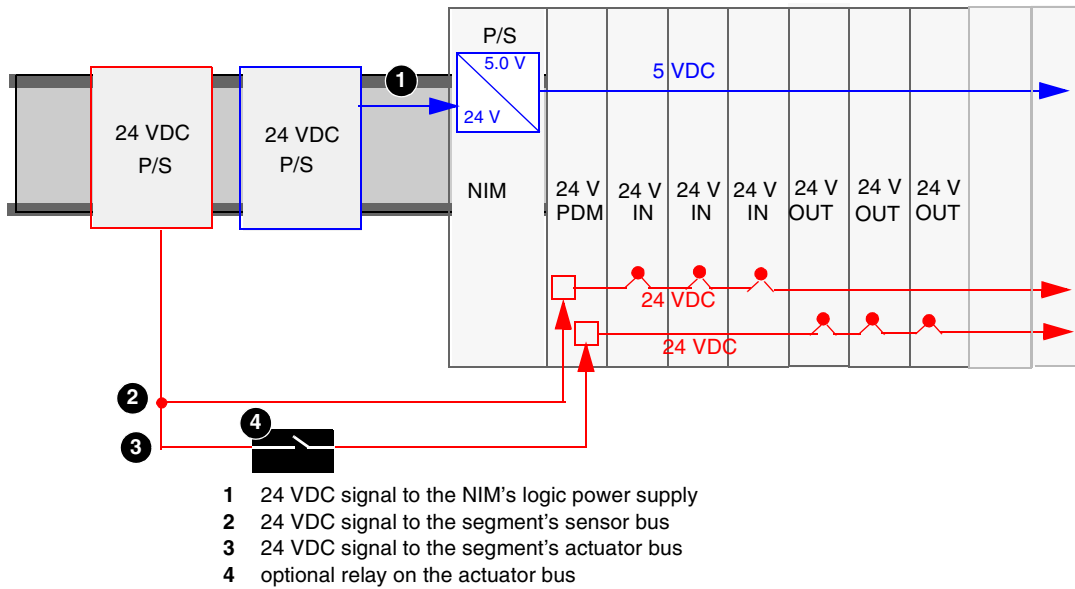 P/S
5.0 V
24 V
1
5 VDC
24 VDC
P/S
24 VDC
P/S
NIM
24 V
PDM
24 V
IN
24 V
IN
24 V
IN
24 V
OUT
24 V
OUT
24 V
OUT
24 VDC
24 VDC
2
3
4
1 24 VDC signal to the NIM's logic power supply
2 24 VDC signal to the segment's sensor bus
3 24 VDC signal to the segment's actuator bus
4 optional relay on the actuator bus